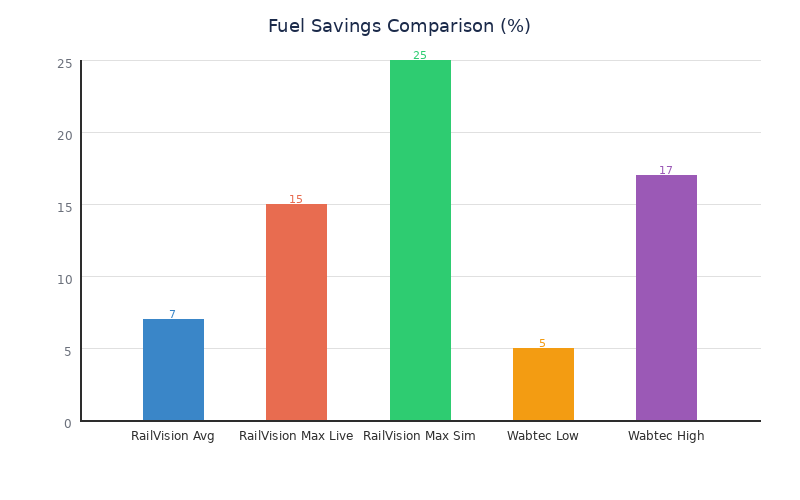 Fuel Savings Comparison (%)
25
20
15
10
5
0
7
15
25
5
17
RailVision Avg
RailVision Max Live
RailVision Max Sim
Wabtec Low
Wabtec High